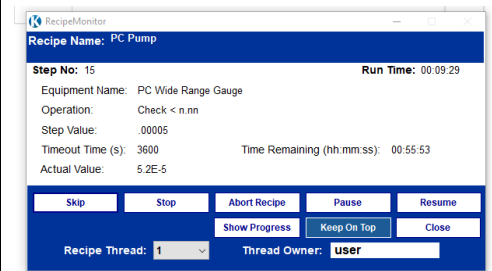 RecipeMonitor
Recipe Name: PC Pump
Step No: 15 Run Time: 00:09:29
Equipment Name: PC Wide Range Gauge
Operation: Check < n.nn
Step Value: .00005
Timeout Time (s): 3600 Time Remaining (hh:mm:ss): 00:55:53
Actual Value: 5.2E-5
Skip Stop Abort Recipe Pause Resume
Show Progress Keep On Top Close
Recipe Thread: 1 Thread Owner: user